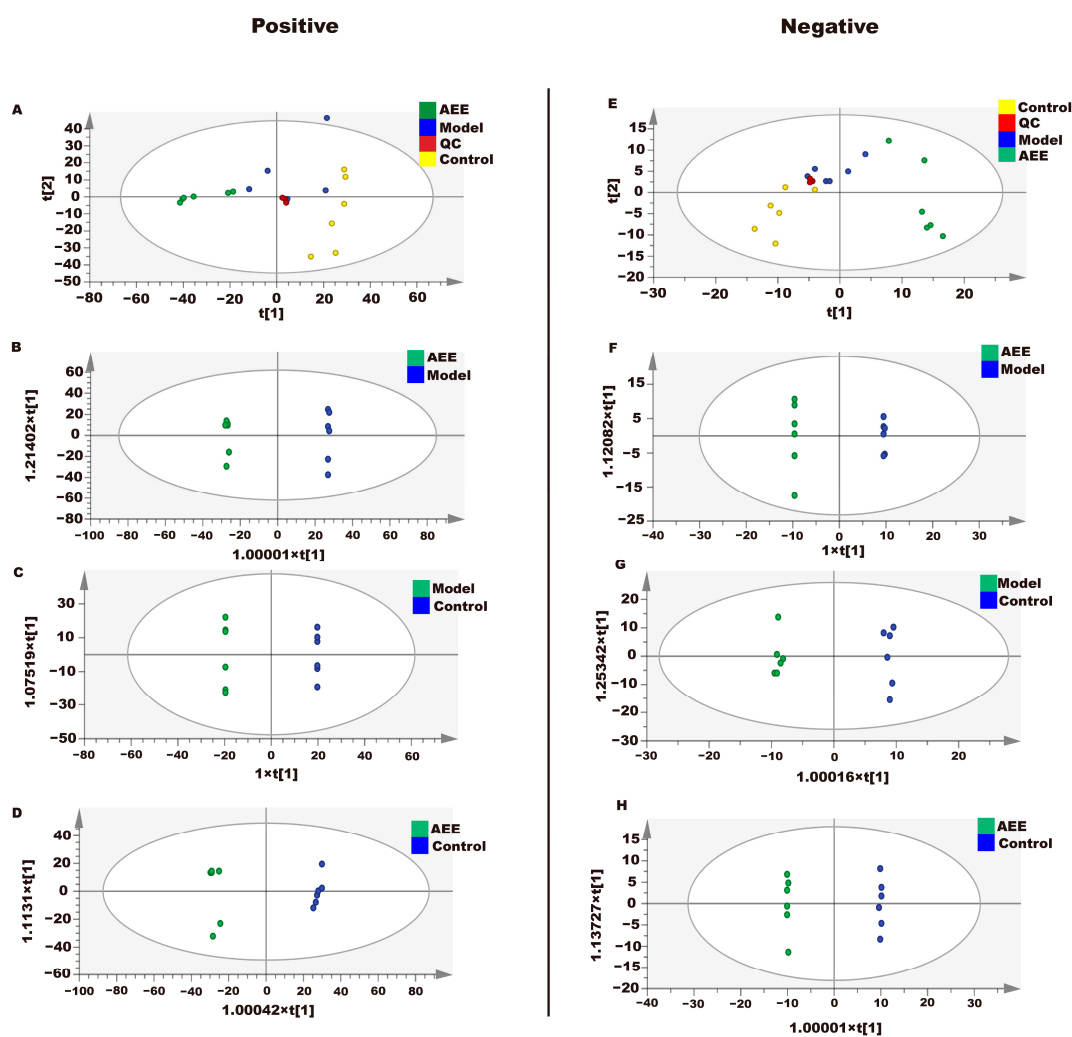 Positive
Negative
A
AEE
Model
QC
Control
t[2]
40
30
20
10
0
−10
−20
−30
−40
−50
−80 −60 −40 −20 0 20 40 60
t[1]
E
Control
QC
Model
AEE
t[2]
15
10
5
0
−5
−10
−15
−20
−30 −20 −10 0 10 20
t[1]
B
AEE
Model
1.21402×t[1]
60
40
20
0
−20
−40
−60
−80
−100 −80 −60 −40 −20 0 20 40 60 80
1.00001×t[1]
F
AEE
Model
1.12082×t[1]
15
5
−5
−15
−25
−40 −30 −20 −10 0 10 20 30
1×t[1]
C
Model
Control
1.07519×t[1]
30
10
−10
−30
−50
−80 −60 −40 −20 0 20 40 60
1×t[1]
G
Model
Control
1.25342×t[1]
20
10
0
−10
−20
−30
−30 −20 −10 0 10 20
1.00016×t[1]
D
AEE
Control
1.1131×t[1]
40
20
0
−20
−40
−60
−100 −80 −60 −40 −20 0 20 40 60 80
1.00042×t[1]
H
AEE
Control
1.13727×t[1]
15
10
5
0
−5
−10
−15
−20
−40 −30 −20 −10 0 10 20 30
1.00001×t[1]